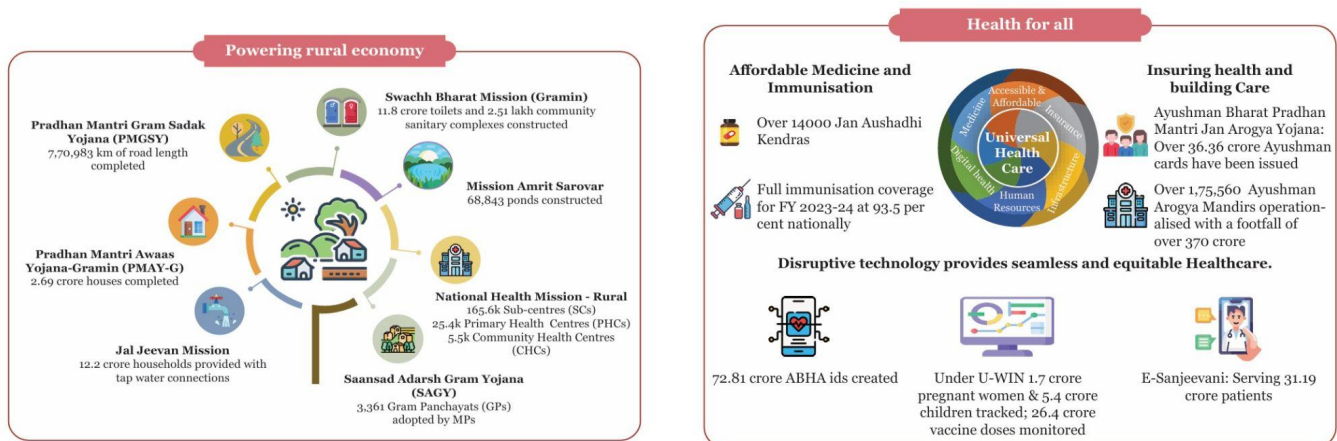 Powering rural economy
Swachh Bharat Mission (Gramin)
11.8 crore toilets and 2.51 lakh community
sanitary complexes constructed
Pradhan Mantri Gram Sadak
Yojana (PMGSY)
7,70,983 km of road length
completed
Mission Amrit Sarovar
68,843 ponds constructed
Pradhan Mantri Awaas
Yojana-Gramin (PMAY-G)
2.69 crore houses completed
National Health Mission - Rural
165.6k Sub-centres (SCs)
25.4k Primary Health Centres (PHCs)
5.5k Community Health Centres
(CHCs)
Jal Jeevan Mission
12.2 crore households provided with
tap water connections
Saansad Adarsh Gram Yojana
(SAGY)
3,361 Gram Panchayats (GPs)
adopted by MPs
Health for all
Affordable Medicine and
Immunisation
Over 14000 Jan Aushadhi
Kendras
Full immunisation coverage
for FY 2023-24 at 93.5 per
cent nationally
Accessible &
Affordable
Medicine
Insurance
Universal
Health
Care
Digital health
Infrastructure
Human
Resources
Insuring health and
building Care
Ayushman Bharat Pradhan
Mantri Jan Arogya Yojana:
Over 36.36 crore Ayushman
cards have been issued
Over 1,75,560 Ayushman
Arogya Mandirs operation-
alised with a footfall of
over 370 crore
Disruptive technology provides seamless and equitable Healthcare.
72.81 crore ABHA ids created
Under U-WIN 1.7 crore
pregnant women & 5.4 crore
children tracked; 26.4 crore
vaccine doses monitored
E-Sanjeevani: Serving 31.19
crore patients